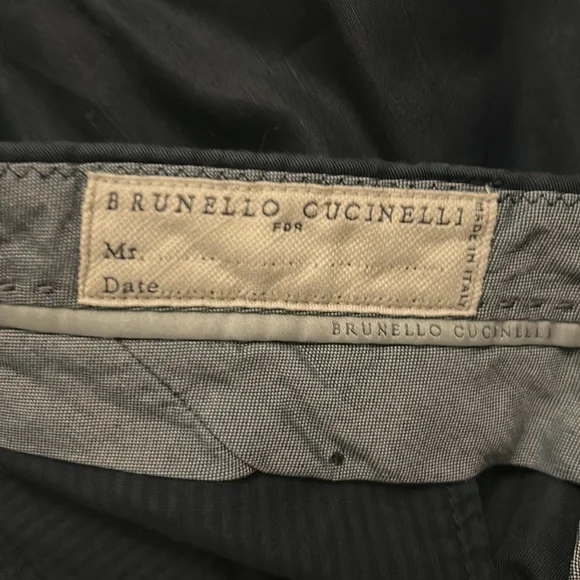 BRUNELLO CUCINELLI
FOR
MADE IN ITALY
Mr.
Date
BRUNELLO CUCINELLI